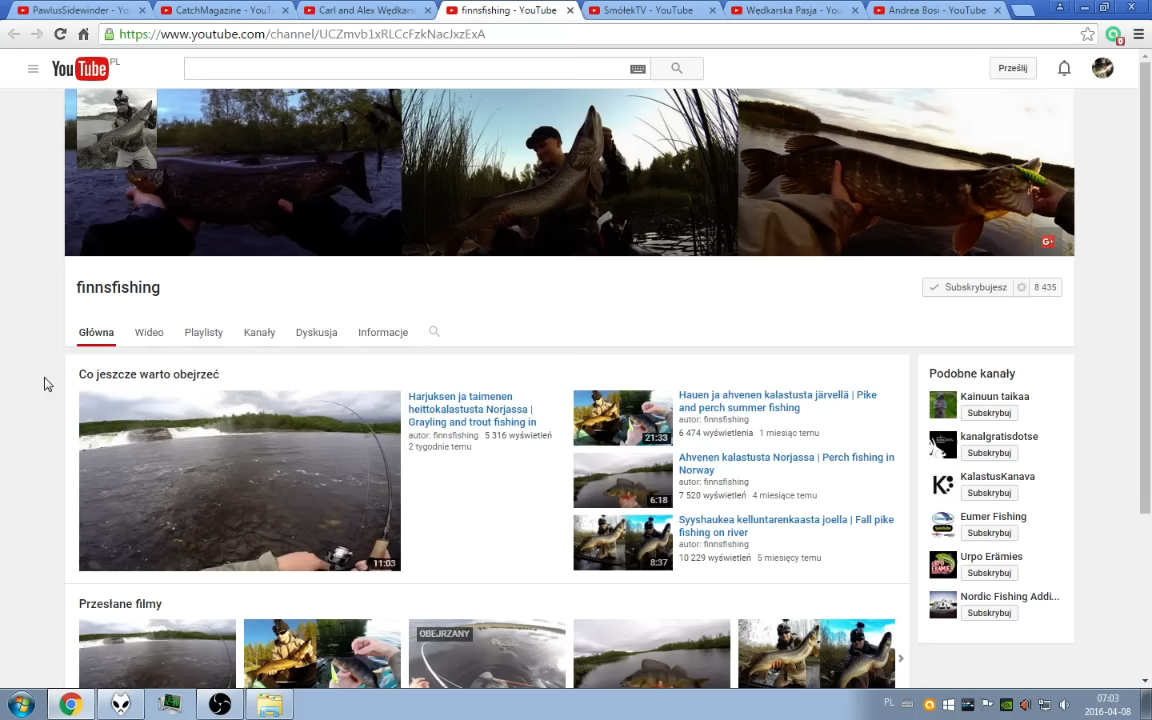 PawlusSidewinder - Yo
CatchMagazine - YouT
Carl and Alex Wędkars
finnsfishing - YouTube
SmółekTV - YouTube
Wędkarska Pasja - You
Andrea Bosi - YouTube
https://www.youtube.com/channel/UCZmvb1xRLCcFzkNacJxzExA
YouTube PL
Prześlij
finnsfishing
Subskrybujesz 8 435
Główna Wideo Playlisty Kanały Dyskusja Informacje
Co jeszcze warto obejrzeć
11:03
Harjuksen ja taimenen
heittokalastusta Norjassa |
Grayling and trout fishing in
autor: finnsfishing 5 316 wyświetleń
2 tygodnie temu
21:33
Hauen ja ahvenen kalastusta järvellä | Pike
and perch summer fishing
autor: finnsfishing
6 474 wyświetlenia 1 miesiąc temu
6:18
Ahvenen kalastusta Norjassa | Perch fishing in
Norway
autor: finnsfishing
7 520 wyświetleń 4 miesiące temu
8:37
Syyshaukea kelluntarenkaasta joella | Fall pike
fishing on river
autor: finnsfishing
10 229 wyświetleń 5 miesięcy temu
Przesłane filmy
OBEJRZANY
Podobne kanały
Kainuun taikaa
Subskrybuj
kanalgratisdotse
Subskrybuj
KalastusKanava
Subskrybuj
Eumer Fishing
Subskrybuj
Urpo Erämies
Subskrybuj
Nordic Fishing Addi...
Subskrybuj
PL
07:03
2016-04-08